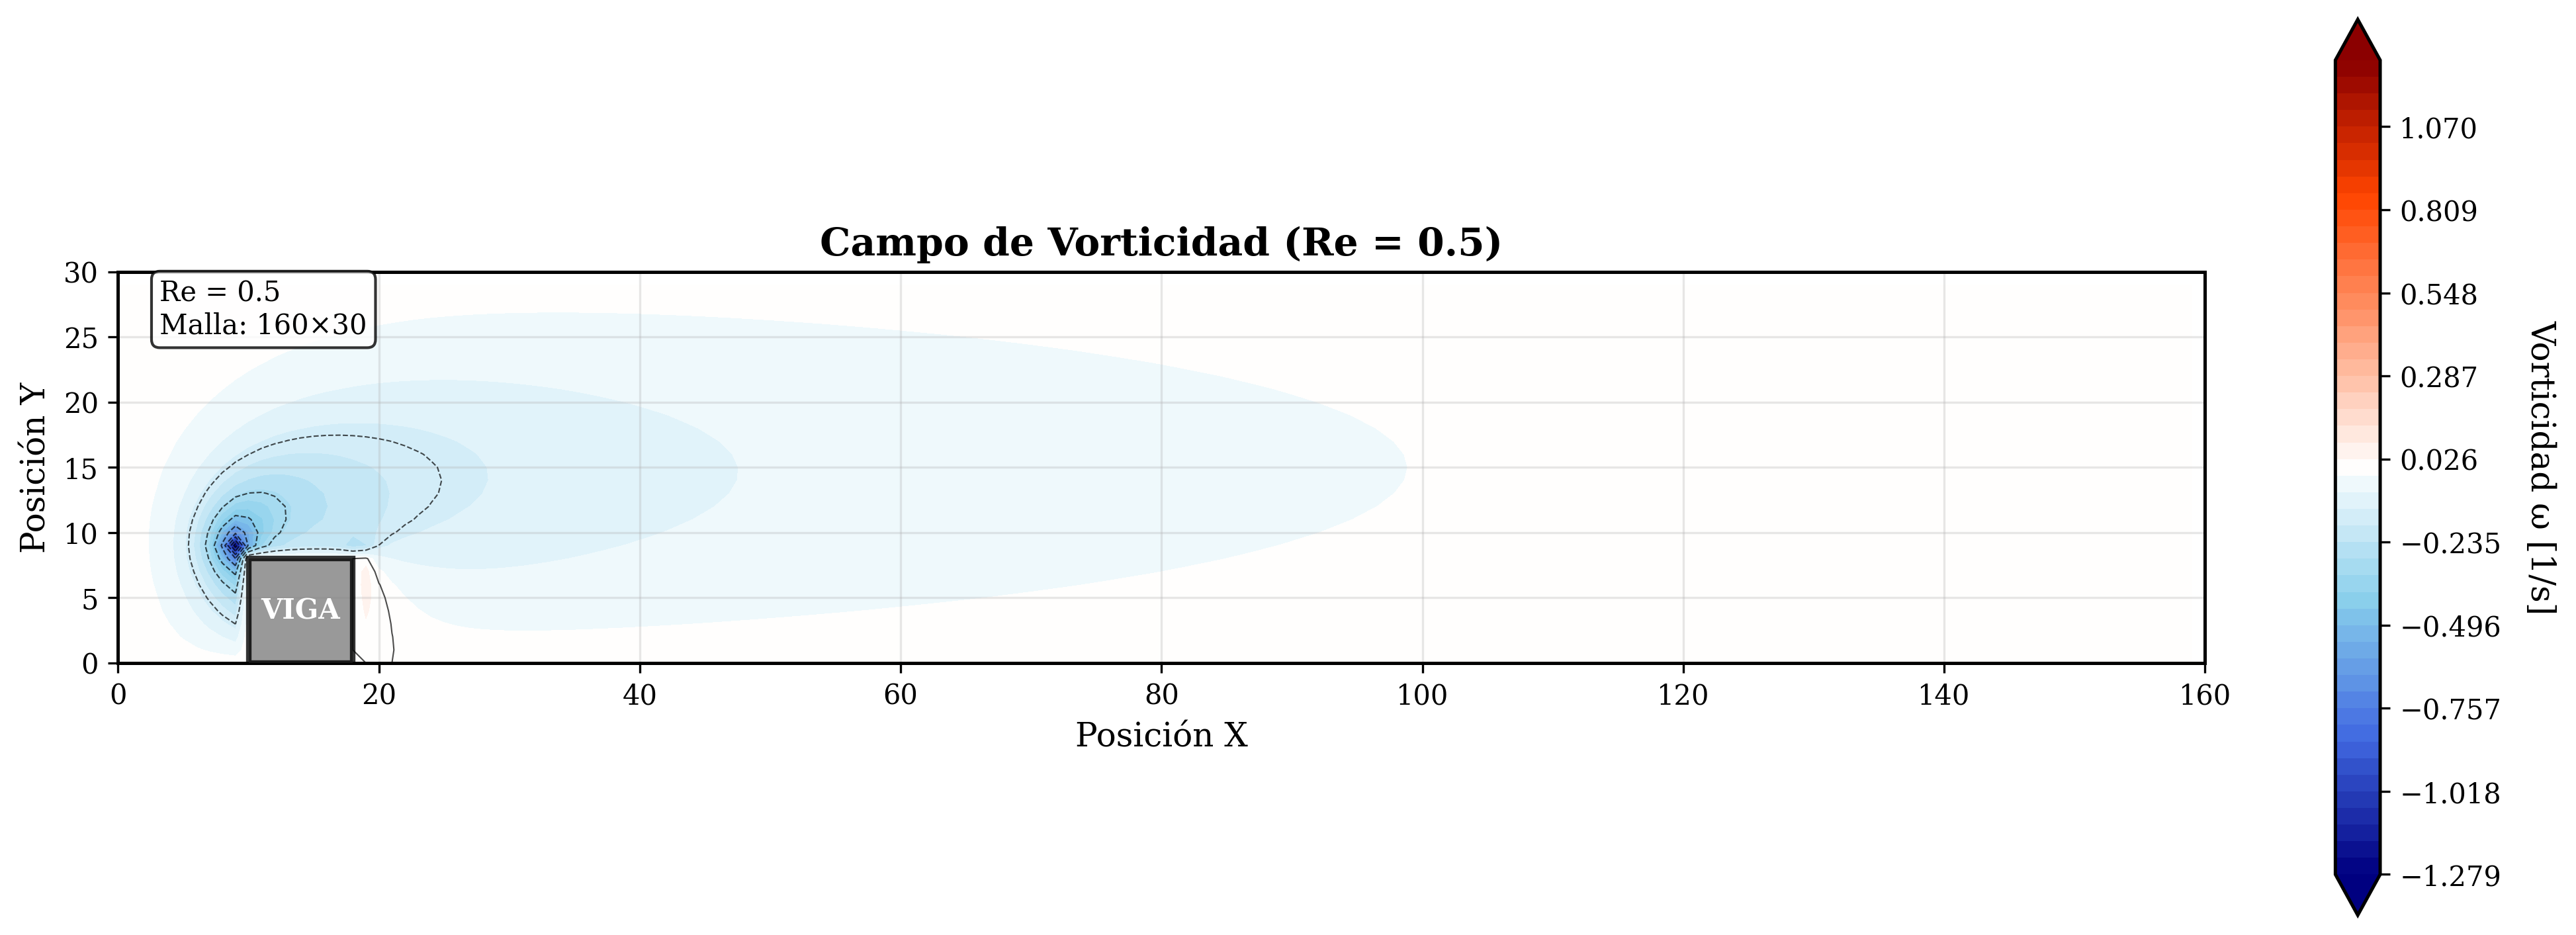 Campo de Vorticidad (Re = 0.5)
Re = 0.5
Malla: 160×30
30
25
20
15
10
5
0
Posición Y
VIGA
0 20 40 60 80 100 120 140 160
Posición X
1.070
0.809
0.548
0.287
0.026
−0.235
−0.496
−0.757
−1.018
−1.279
Vorticidad ω [1/s]